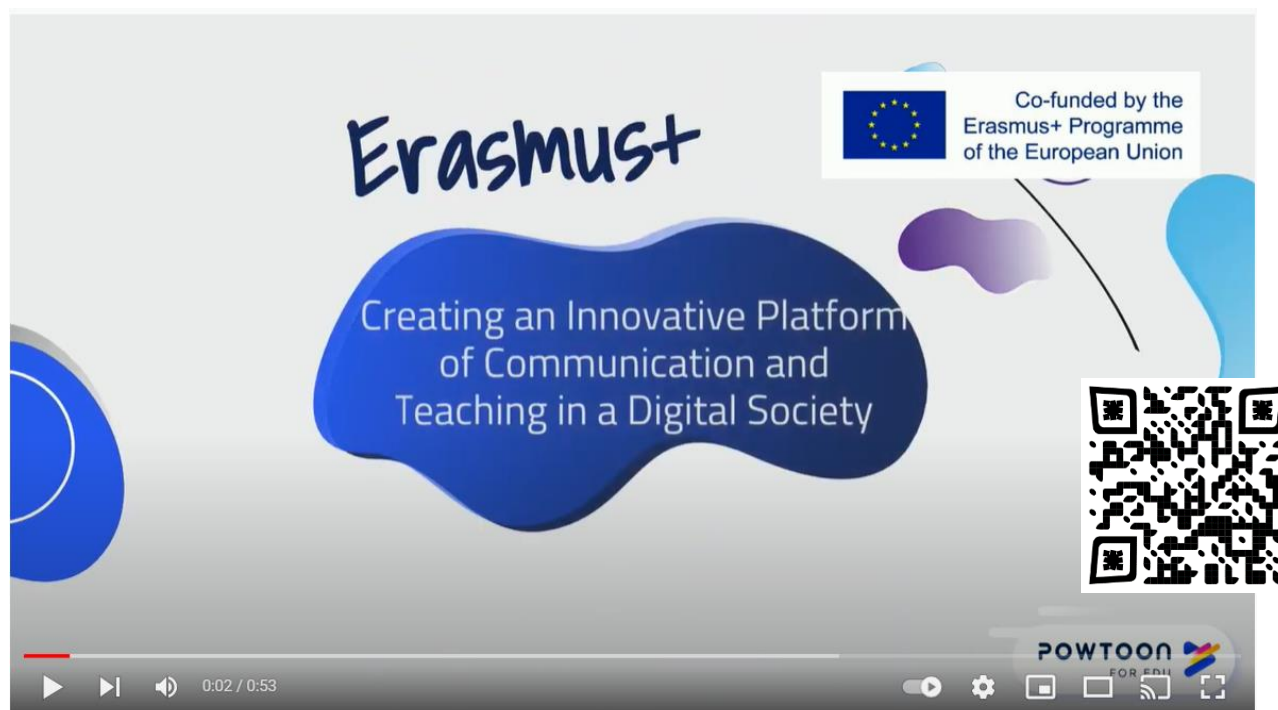 Erasmus+
Co-funded by the
Erasmus+ Programme
of the European Union
Creating an Innovative Platform
of Communication and
Teaching in a Digital Society
POWTOON
FOR EDU
0:02 / 0:53